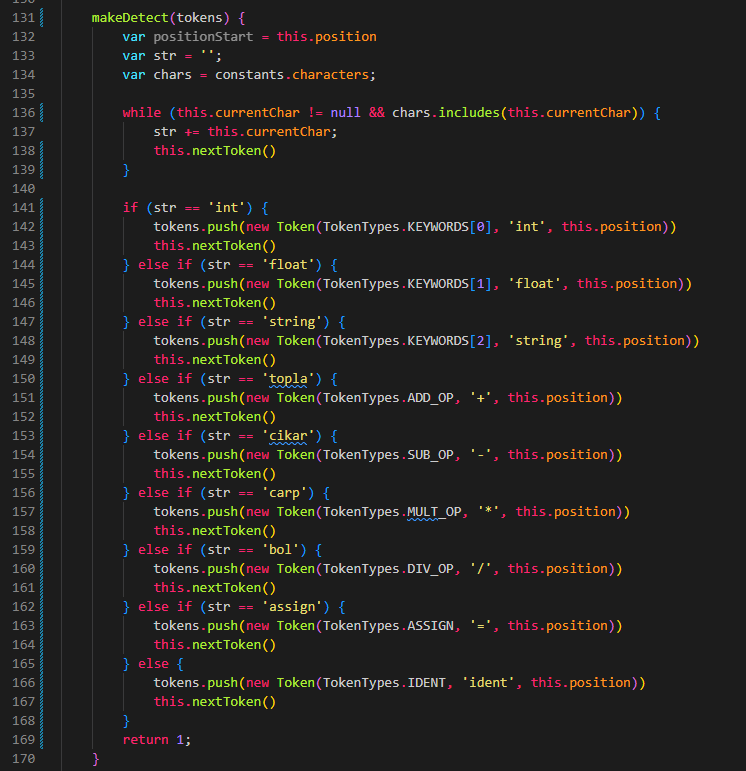 131 makeDetect(tokens) {
132 var positionStart = this.position
133 var str = '';
134 var chars = constants.characters;
135
136 while (this.currentChar != null && chars.includes(this.currentChar)) {
137 str += this.currentChar;
138 this.nextToken()
139 }
140
141 if (str == 'int') {
142 tokens.push(new Token(TokenTypes.KEYWORDS[0], 'int', this.position))
143 this.nextToken()
144 } else if (str == 'float') {
145 tokens.push(new Token(TokenTypes.KEYWORDS[1], 'float', this.position))
146 this.nextToken()
147 } else if (str == 'string') {
148 tokens.push(new Token(TokenTypes.KEYWORDS[2], 'string', this.position))
149 this.nextToken()
150 } else if (str == 'topla') {
151 tokens.push(new Token(TokenTypes.ADD_OP, '+', this.position))
152 this.nextToken()
153 } else if (str == 'cikar') {
154 tokens.push(new Token(TokenTypes.SUB_OP, '-', this.position))
155 this.nextToken()
156 } else if (str == 'carp') {
157 tokens.push(new Token(TokenTypes.MULT_OP, '*', this.position))
158 this.nextToken()
159 } else if (str == 'bol') {
160 tokens.push(new Token(TokenTypes.DIV_OP, '/', this.position))
161 this.nextToken()
162 } else if (str == 'assign') {
163 tokens.push(new Token(TokenTypes.ASSIGN, '=', this.position))
164 this.nextToken()
165 } else {
166 tokens.push(new Token(TokenTypes.IDENT, 'ident', this.position))
167 this.nextToken()
168 }
169 return 1;
170 }